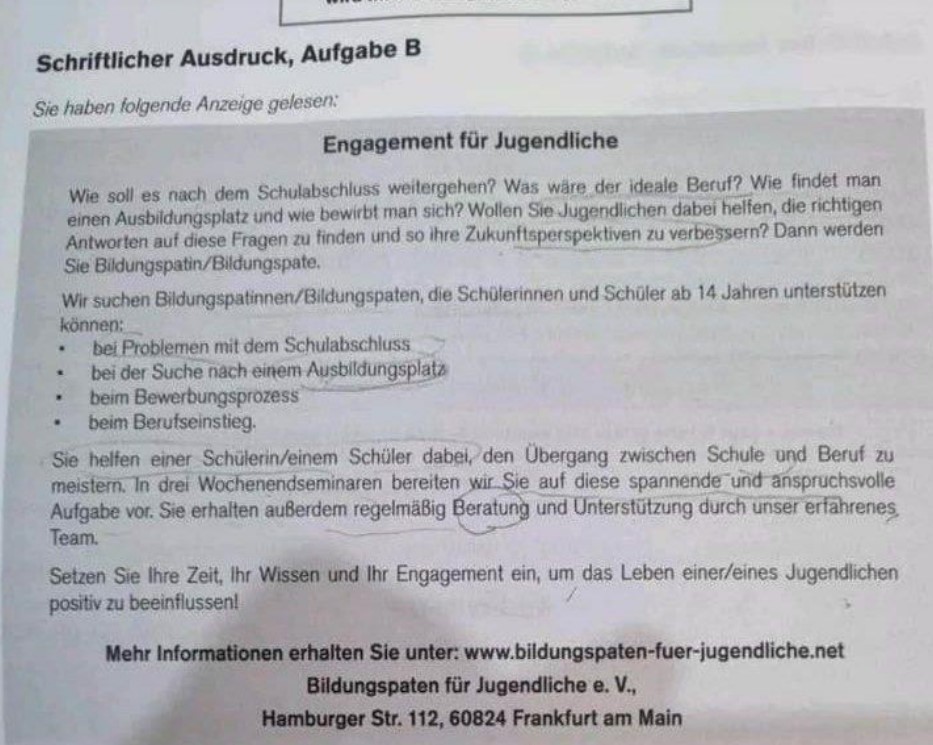 Schriftlicher Ausdruck, Aufgabe B
Sie haben folgende Anzeige gelesen:
Engagement für Jugendliche
Wie soll es nach dem Schulabschluss weitergehen? Was wäre der ideale Beruf? Wie findet man
einen Ausbildungsplatz und wie bewirbt man sich? Wollen Sie Jugendlichen dabei helfen, die richtigen
Antworten auf diese Fragen zu finden und so ihre Zukunftsperspektiven zu verbessern? Dann werden
Sie Bildungspatin/Bildungspate.
Wir suchen Bildungspatinnen/Bildungspaten, die Schülerinnen und Schüler ab 14 Jahren unterstützen
können:
• bei Problemen mit dem Schulabschluss
• bei der Suche nach einem Ausbildungsplatz
• beim Bewerbungsprozess
• beim Berufseinstieg.
Sie helfen einer Schülerin/einem Schüler dabei, den Übergang zwischen Schule und Beruf zu
meistern. In drei Wochenendseminaren bereiten wir Sie auf diese spannende und anspruchsvolle
Aufgabe vor. Sie erhalten außerdem regelmäßig Beratung und Unterstützung durch unser erfahrenes
Team.
Setzen Sie Ihre Zeit, Ihr Wissen und Ihr Engagement ein, um das Leben einer/eines Jugendlichen
positiv zu beeinflussen!
Mehr Informationen erhalten Sie unter: www.bildungspaten-fuer-jugendliche.net
Bildungspaten für Jugendliche e. V.,
Hamburger Str. 112, 60824 Frankfurt am Main